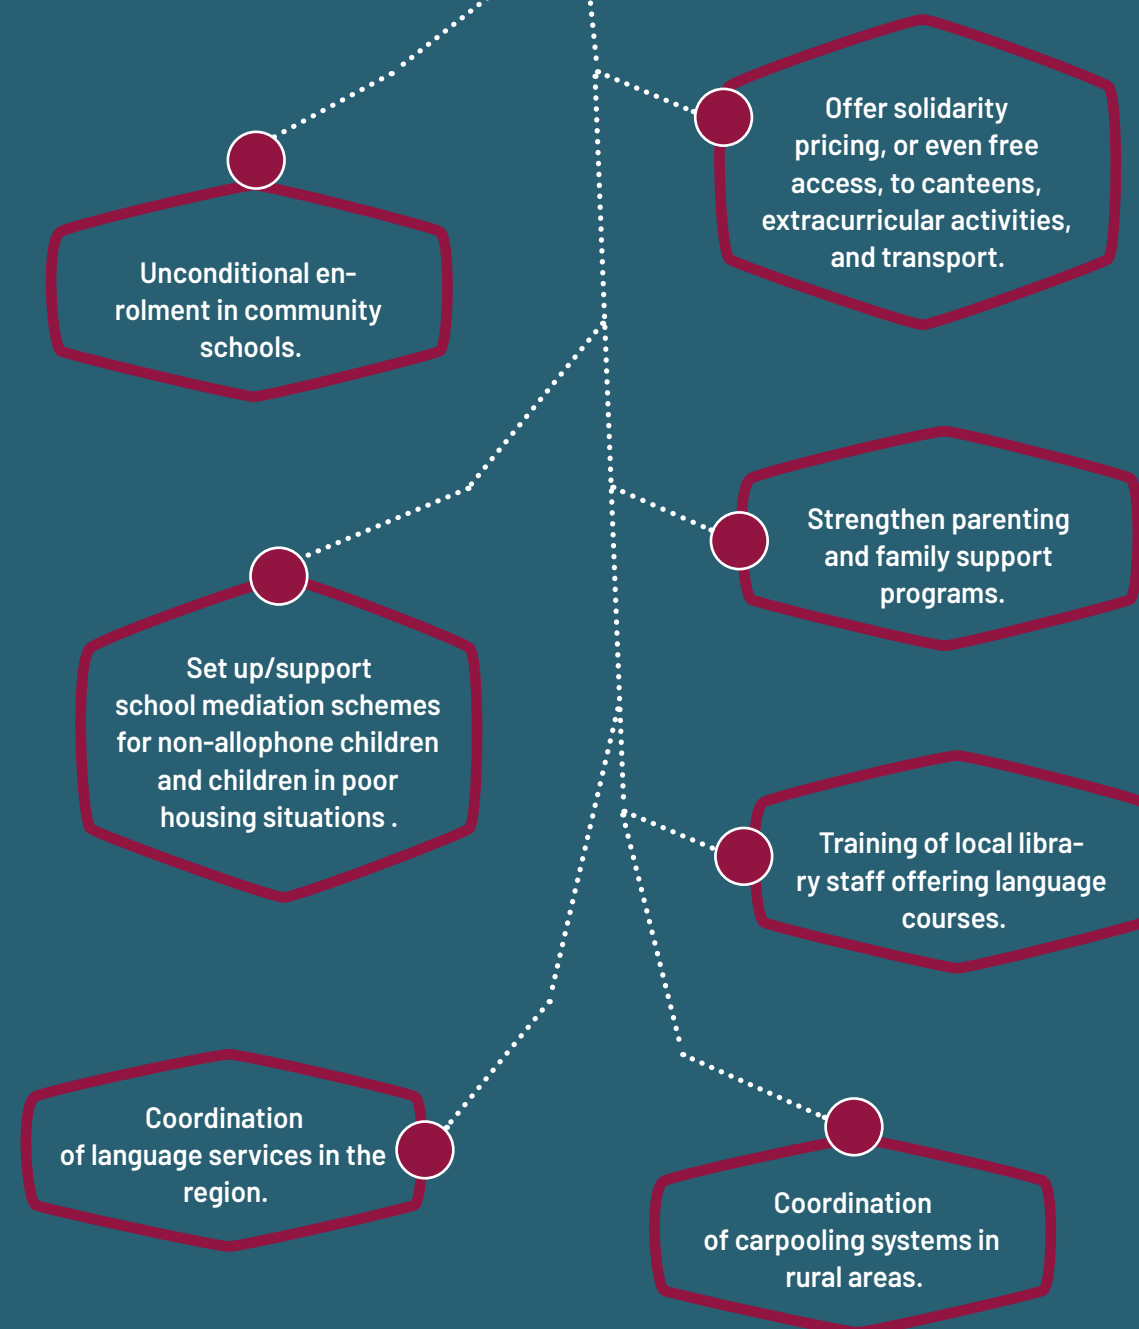 Offer solidarity
pricing, or even free
access, to canteens,
extracurricular activities,
and transport.
Unconditional en-
rolment in community
schools.
Strengthen parenting
and family support
programs.
Set up/support
school mediation schemes
for non-allophone children
and children in poor
housing situations .
Training of local libra-
ry staff offering language
courses.
Coordination
of language services in the
region.
Coordination
of carpooling systems in
rural areas.